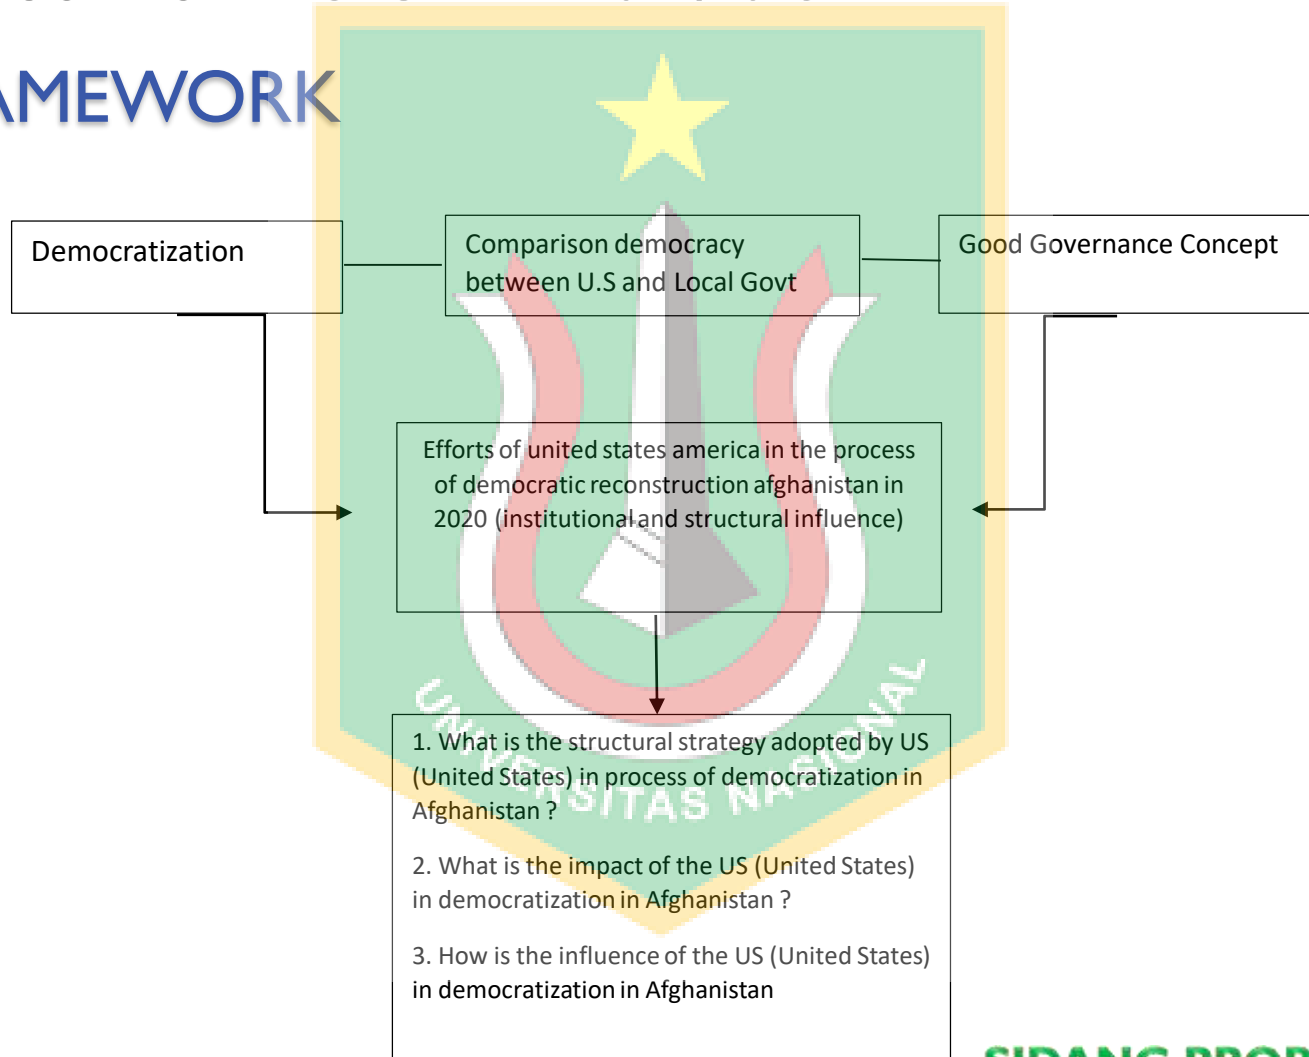 AMEWORK
Democratization
Comparison democracy
between U.S and Local Govt
Good Governance Concept
Efforts of united states america in the process
of democratic reconstruction afghanistan in
2020 (institutional and structural influence)
1. What is the structural strategy adopted by US
(United States) in process of democratization in
Afghanistan ?
2. What is the impact of the US (United States)
in democratization in Afghanistan ?
3. How is the influence of the US (United States)
in democratization in Afghanistan
UNIVERSITAS NASIONAL
SIDANG PROP